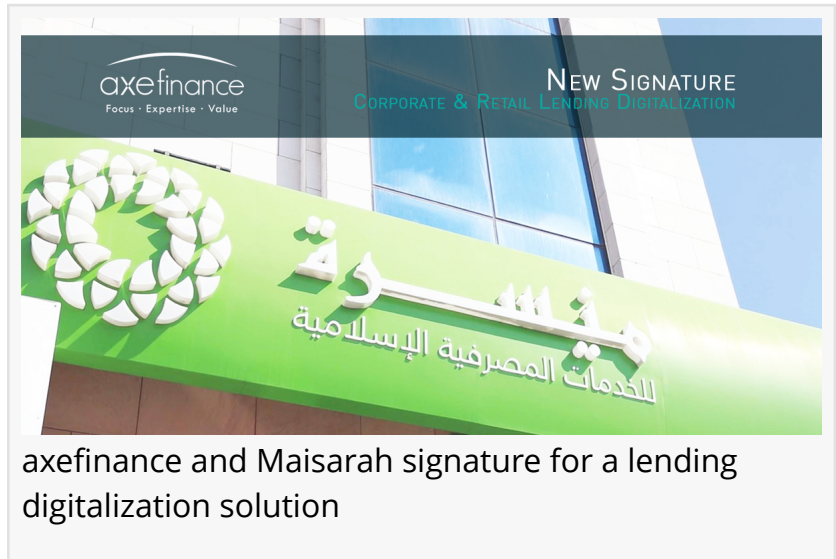 axefinance
Focus · Expertise · Value
NEW SIGNATURE
CORPORATE & RETAIL LENDING DIGITALIZATION
ميسرة
للخدمات المصرفية الإسلامية
axefinance and Maisarah signature for a lending
digitalization solution